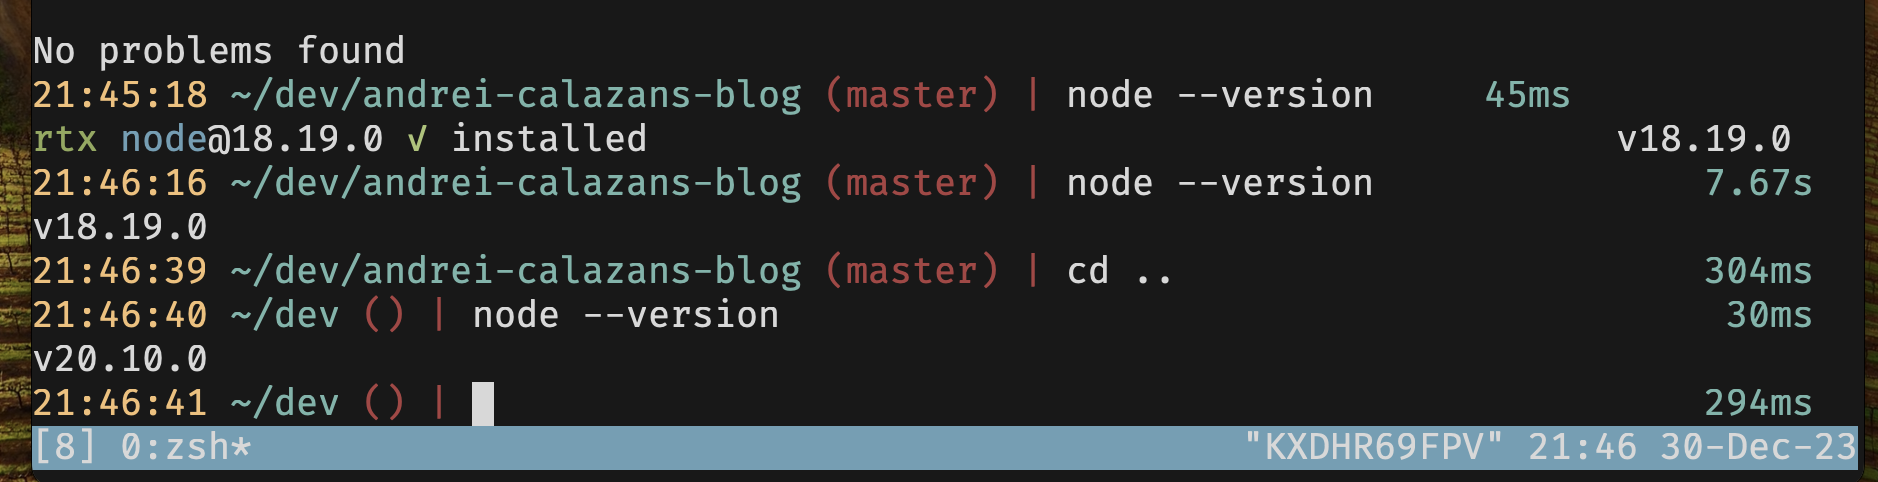 No problems found
21:45:18 ~/dev/andrei-calazans-blog (master) | node --version 45ms
rtx node@18.19.0 ✓ installed v18.19.0
21:46:16 ~/dev/andrei-calazans-blog (master) | node --version 7.67s
v18.19.0
21:46:39 ~/dev/andrei-calazans-blog (master) | cd .. 304ms
21:46:40 ~/dev () | node --version 30ms
v20.10.0
21:46:41 ~/dev () | 294ms
[8] 0:zsh* "KXDHR69FPV" 21:46 30-Dec-23